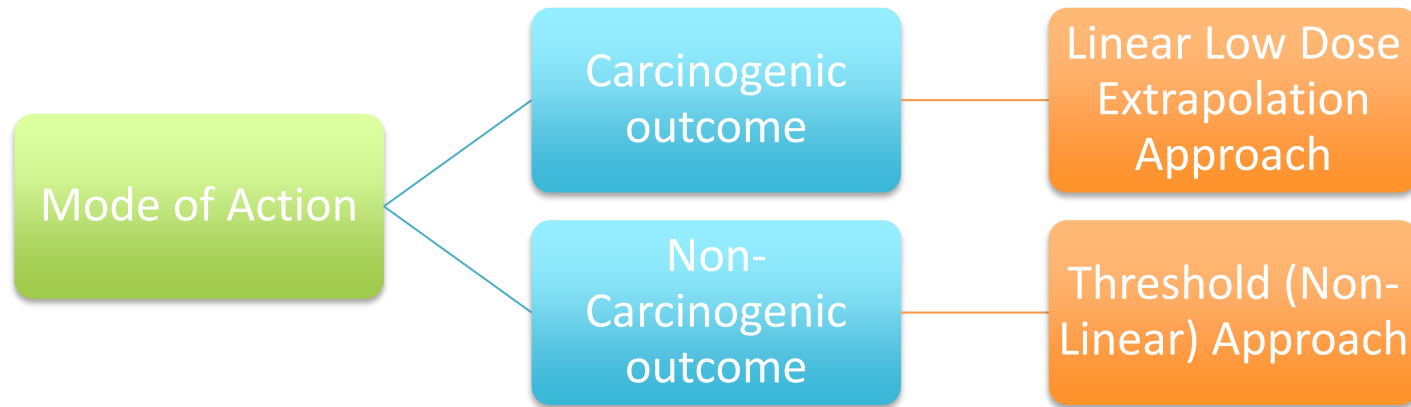 Mode of Action
Carcinogenic
outcome
Linear Low Dose
Extrapolation
Approach
Non-
Carcinogenic
outcome
Threshold (Non-
Linear) Approach